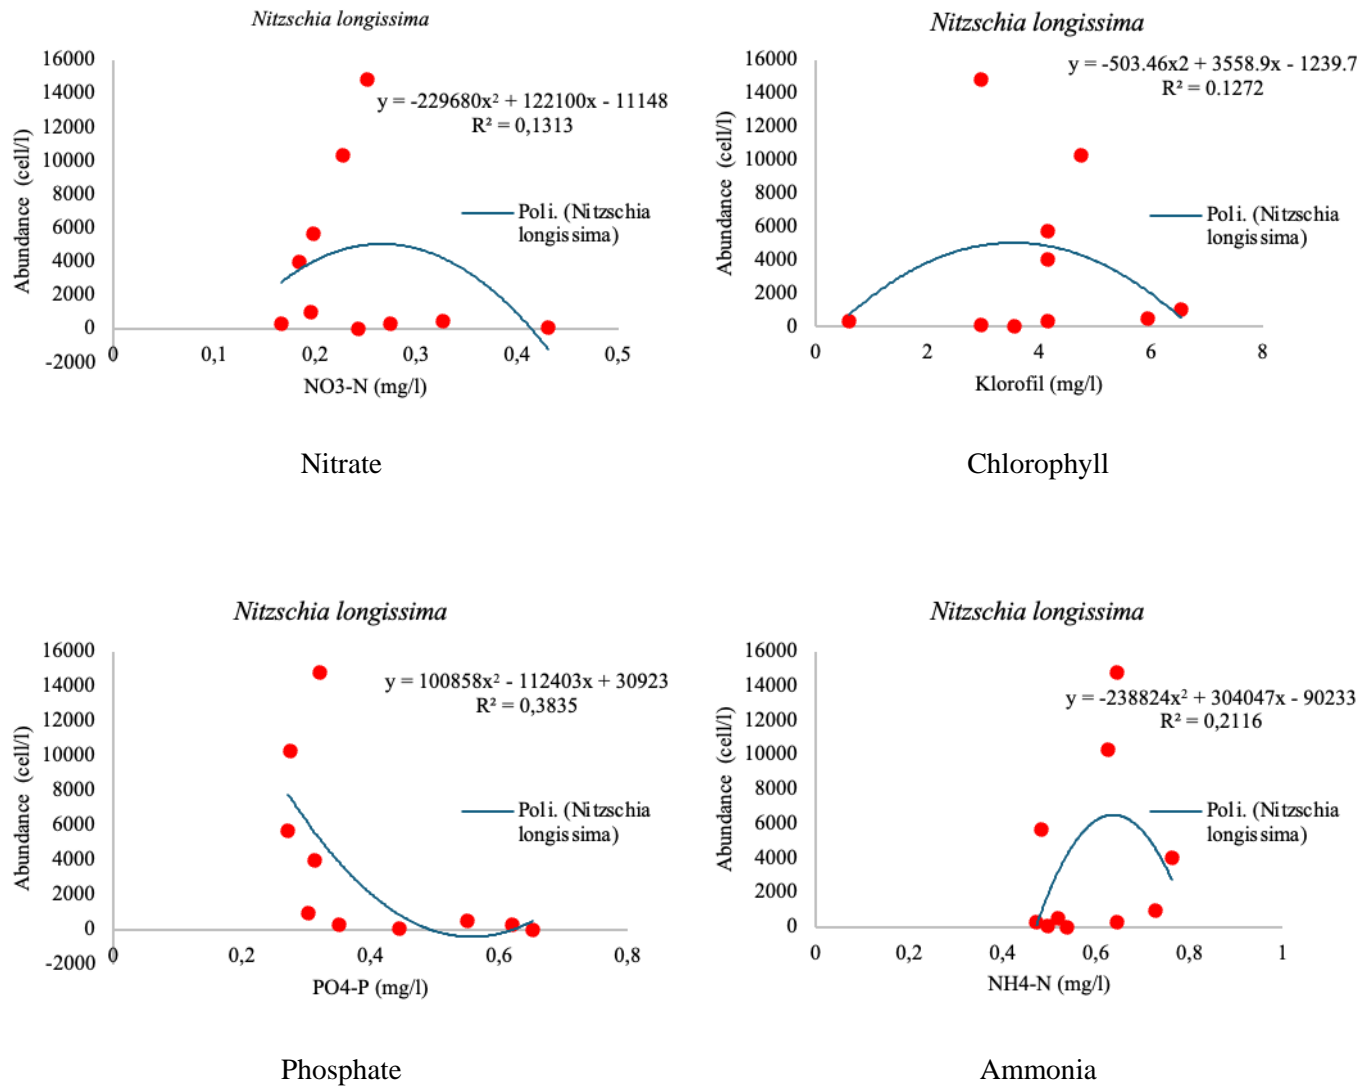 Nitzschia longissima
16000
14000
12000
10000
8000
6000
4000
2000
0
-2000
Abundance (cell/l)
y = -229680x² + 122100x - 11148
R² = 0,1313
Poli. (Nitzschia
longissima)
0 0,1 0,2 0,3 0,4 0,5
NO3-N (mg/l)
Nitrate
Nitzschia longissima
16000
14000
12000
10000
8000
6000
4000
2000
0
Abundance (cell/l)
y = -503.46x2 + 3558.9x - 1239.7
R² = 0.1272
Poli. (Nitzschia
longissima)
0 2 4 6 8
Klorofil (mg/l)
Chlorophyll
Nitzschia longissima
16000
14000
12000
10000
8000
6000
4000
2000
0
-2000
Abundance (cell/l)
y = 100858x² - 112403x + 30923
R² = 0,3835
Poli. (Nitzschia
longissima)
0 0,2 0,4 0,6 0,8
PO4-P (mg/l)
Phosphate
Nitzschia longissima
16000
14000
12000
10000
8000
6000
4000
2000
0
Abundance (cell/l)
y = -238824x² + 304047x - 90233
R² = 0,2116
Poli. (Nitzschia
longissima)
0 0,2 0,4 0,6 0,8 1
NH4-N (mg/l)
Ammonia